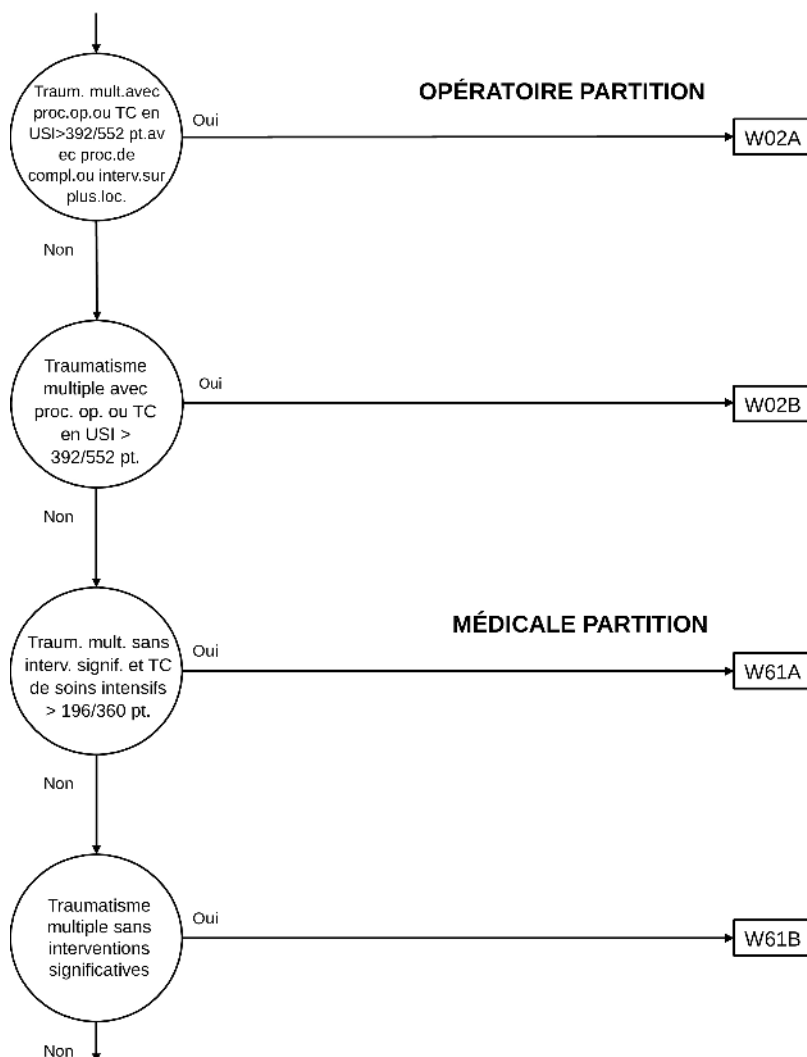 OPÉRATOIRE PARTITION
Traum. mult.avec
proc.op.ou TC en
USI>392/552 pt.av
ec proc.de
compl.ou interv.sur
plus.loc.
Oui
W02A
Non
Traumatisme
multiple avec
proc. op. ou TC
en USI >
392/552 pt.
Oui
W02B
Non
MÉDICALE PARTITION
Traum. mult. sans
interv. signif. et TC
de soins intensifs
> 196/360 pt.
Oui
W61A
Non
Traumatisme
multiple sans
interventions
significatives
Oui
W61B
Non